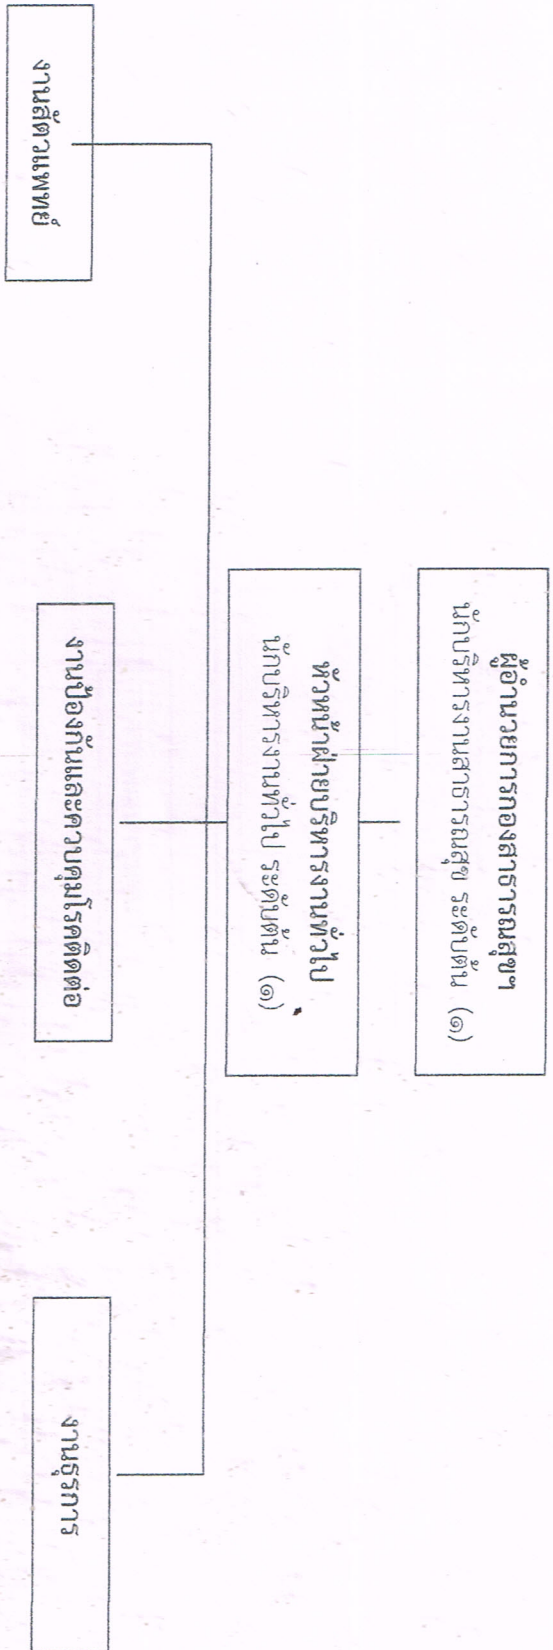 ผู้อำนวยการกองสาธารณสุขฯ
นักบริหารงานสาธารณสุข ระดับต้น (๑)
หัวหน้าฝ่ายบริหารงานทั่วไป
นักบริหารงานทั่วไป ระดับต้น (๑)
งานสัตวแพทย์
งานป้องกันและควบคุมโรคติดต่อ
งานธุรการ